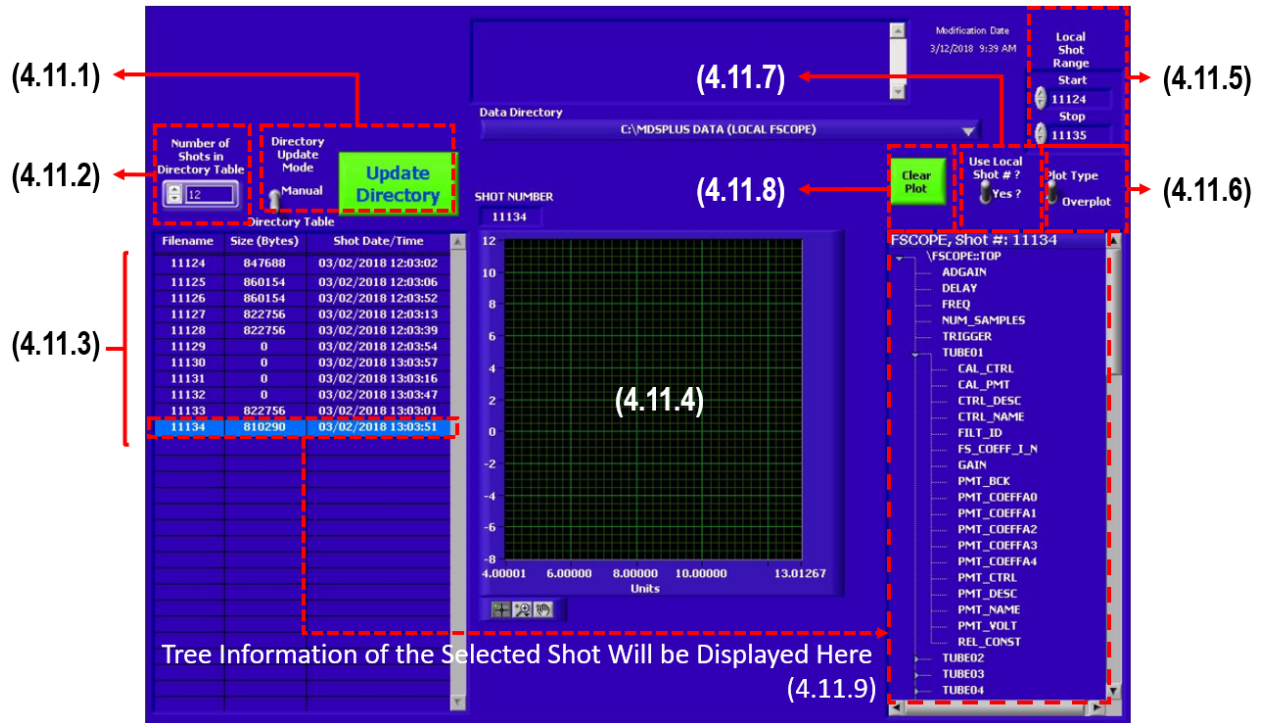 (4.11.1)
(4.11.2)
(4.11.3)
Modification Date
3/12/2018 9:39 AM
Local
Shot
Range
Start
11124
Stop
11135
(4.11.5)
(4.11.7)
Data Directory
C:\MDSPLUS DATA (LOCAL FSCOPE)
Number of
Shots in
Directory Table
12
Directory
Update
Mode
Manual
Update
Directory
(4.11.8)
Clear
Plot
Use Local
Shot # ?
Yes ?
Plot Type
Overplot
(4.11.6)
Directory Table
Filename Size (Bytes) Shot Date/Time
11124 847688 03/02/2018 12:03:02
11125 860154 03/02/2018 12:03:06
11126 860154 03/02/2018 12:03:52
11127 822756 03/02/2018 12:03:13
11128 822756 03/02/2018 12:03:39
11129 0 03/02/2018 12:03:54
11130 0 03/02/2018 13:03:57
11131 0 03/02/2018 13:03:16
11132 0 03/02/2018 13:03:47
11133 822756 03/02/2018 13:03:01
11134 810290 03/02/2018 13:03:51
SHOT NUMBER
11134
12
10
8
6
4
2
0
-2
-4
-6
-8
(4.11.4)
4.00001 6.00000 8.00000 10.00000 13.01267
Units
FSCOPE, Shot #: 11134
\FSCOPE::TOP
ADGAIN
DELAY
FREQ
NUM_SAMPLES
TRIGGER
TUBE01
CAL_CTRL
CAL_PMT
CTRL_DESC
CTRL_NAME
FILT_ID
FS_COEFF_I_N
GAIN
PMT_BCK
PMT_COEFFA0
PMT_COEFFA1
PMT_COEFFA2
PMT_COEFFA3
PMT_COEFFA4
PMT_CTRL
PMT_DESC
PMT_NAME
PMT_VOLT
REL_CONST
TUBE02
TUBE03
TUBE04
Tree Information of the Selected Shot Will be Displayed Here
(4.11.9)